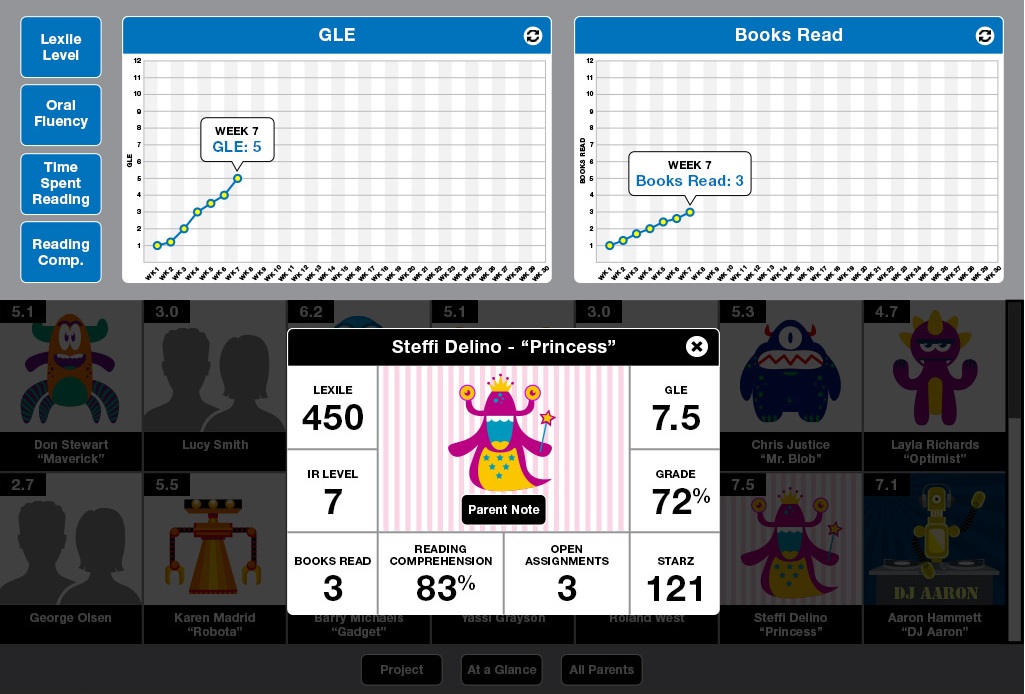 Lexile
Level
Oral
Fluency
Time
Spent
Reading
Reading
Comp.
GLE
12
11
10
9
8
7
6
5
4
3
2
1
GLE
WEEK 7
GLE: 5
WK 1 WK 2 WK 3 WK 4 WK 5 WK 6 WK 7 WK 8 WK 9 WK 10 WK 11 WK 12 WK 13 WK 14 WK 15 WK 16 WK 17 WK 18 WK 19 WK 20 WK 21 WK 22 WK 23 WK 24 WK 25 WK 26 WK 27 WK 28 WK 29 WK 30
Books Read
12
11
10
9
8
7
6
5
4
3
2
1
BOOKS READ
WEEK 7
Books Read: 3
WK 1 WK 2 WK 3 WK 4 WK 5 WK 6 WK 7 WK 8 WK 9 WK 10 WK 11 WK 12 WK 13 WK 14 WK 15 WK 16 WK 17 WK 18 WK 19 WK 20 WK 21 WK 22 WK 23 WK 24 WK 25 WK 26 WK 27 WK 28 WK 29 WK 30
5.1
3.0
6.2
5.1
3.0
5.3
4.7
Don Stewart
“Maverick”
Lucy Smith
Chris Justice
“Mr. Blob”
Layla Richards
“Optimist”
Steffi Delino - “Princess”
LEXILE
450
GLE
7.5
IR LEVEL
7
Parent Note
GRADE
72%
BOOKS READ
3
READING
COMPREHENSION
83%
OPEN
ASSIGNMENTS
3
STARZ
121
2.7
5.5
7.5
7.1
DJ AARON
George Olsen
Karen Madrid
“Robota”
Barry Michaels
“Gadget”
Yassi Grayson
Roland West
Steffi Delino
“Princess”
Aaron Hammett
“DJ Aaron”
Project
At a Glance
All Parents